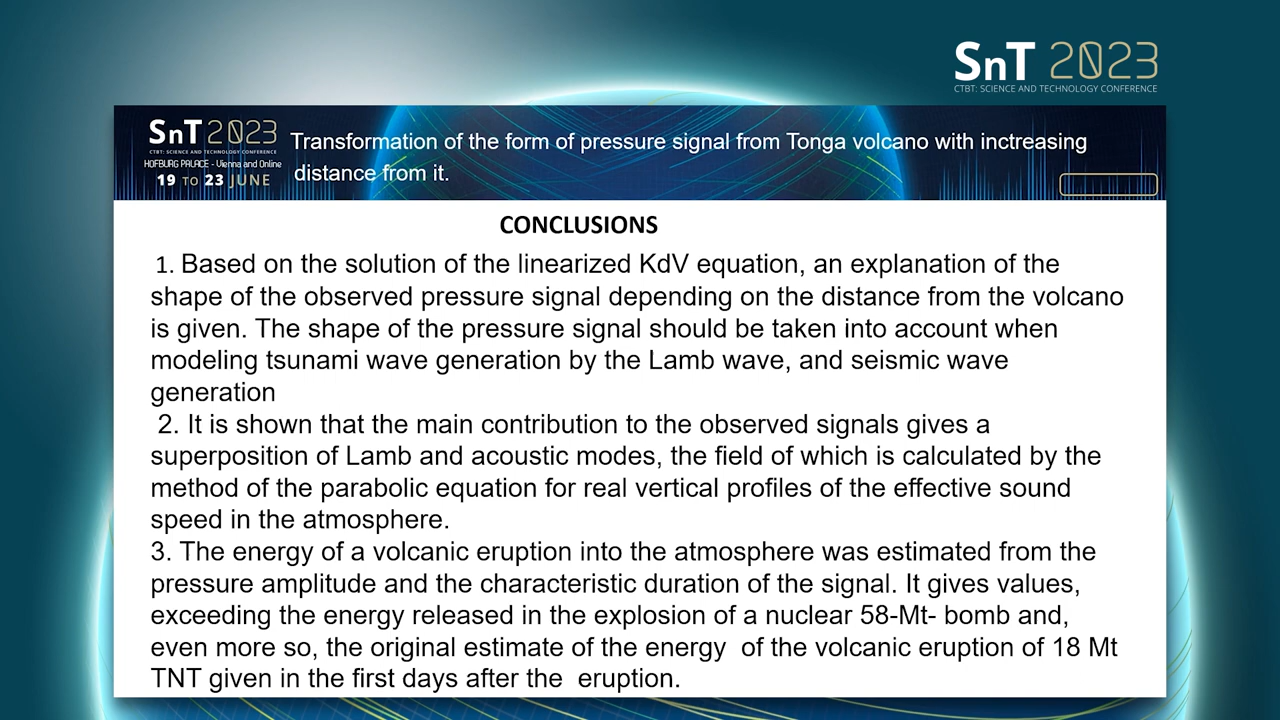 SnT 2023
CTBT: SCIENCE AND TECHNOLOGY CONFERENCE
SnT 2023
CTBT: SCIENCE AND TECHNOLOGY CONFERENCE
HOFBURG PALACE - Vienna and Online
19 TO 23 JUNE
Transformation of the form of pressure signal from Tonga volcano with inctreasing
distance from it.
CONCLUSIONS
1. Based on the solution of the linearized KdV equation, an explanation of the
shape of the observed pressure signal depending on the distance from the volcano
is given. The shape of the pressure signal should be taken into account when
modeling tsunami wave generation by the Lamb wave, and seismic wave
generation
2. It is shown that the main contribution to the observed signals gives a
superposition of Lamb and acoustic modes, the field of which is calculated by the
method of the parabolic equation for real vertical profiles of the effective sound
speed in the atmosphere.
3. The energy of a volcanic eruption into the atmosphere was estimated from the
pressure amplitude and the characteristic duration of the signal. It gives values,
exceeding the energy released in the explosion of a nuclear 58-Mt- bomb and,
even more so, the original estimate of the energy of the volcanic eruption of 18 Mt
TNT given in the first days after the eruption.